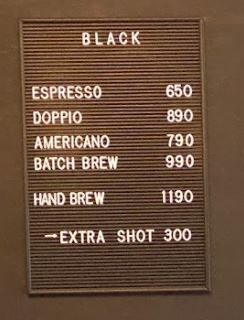 BLACK
ESPRESSO 650
DOPPIO 890
AMERICANO 790
BATCH BREW 990
HAND BREW 1190
→EXTRA SHOT 300